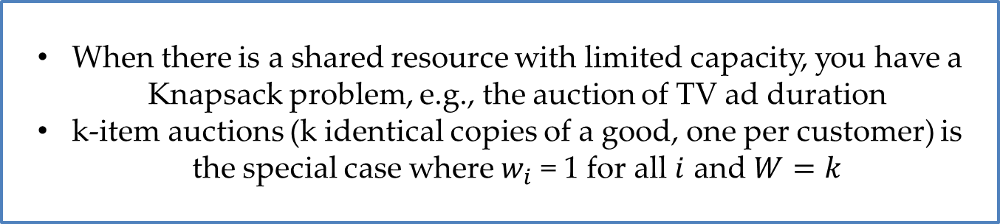 • When there is a shared resource with limited capacity, you have a
Knapsack problem, e.g., the auction of TV ad duration
• k-item auctions (k identical copies of a good, one per customer) is
the special case where 𝑤ᵢ = 1 for all 𝑖 and 𝑊 = 𝑘